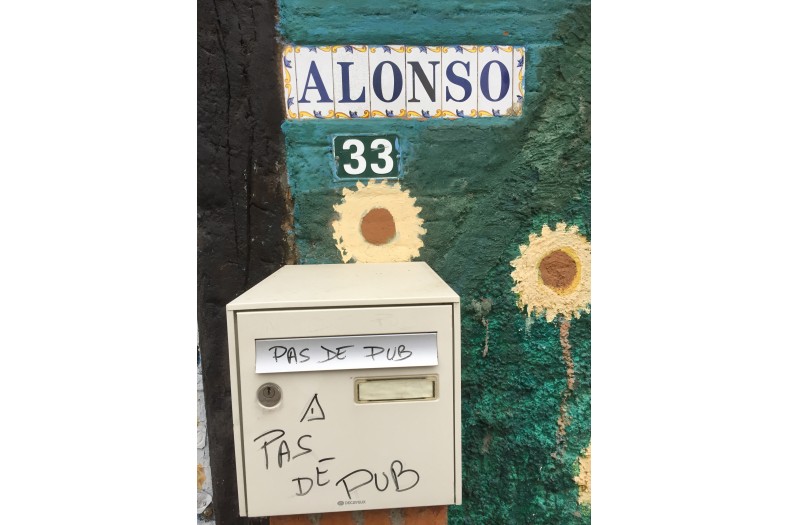 ALONSO
33
PAS DE PUB
PAS
DE PUB